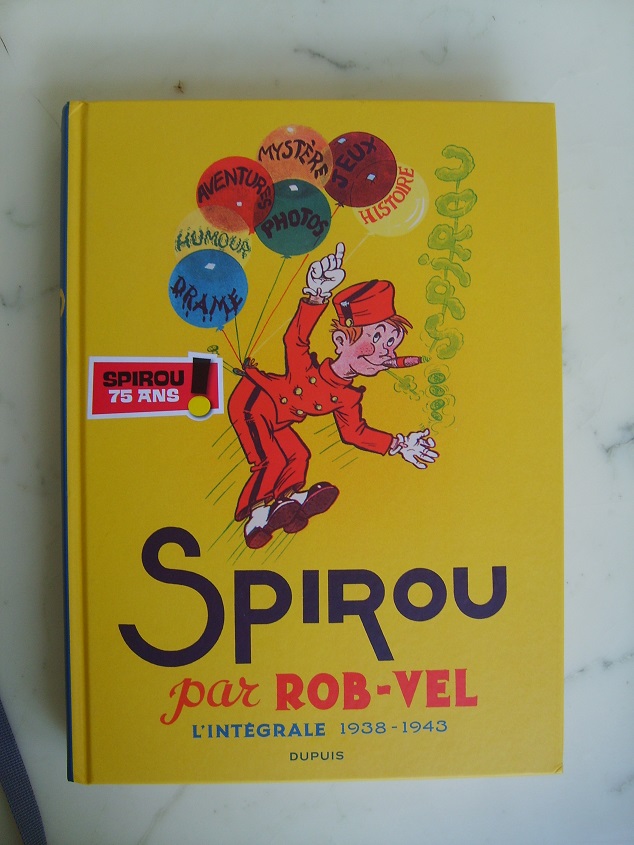 MYSTÈRE
JEUX
AVENTURES
PHOTOS
HISTOIRE
HUMOUR
DRAME
SPIROU
SPIROU !
75 ANS
SPIROU
par ROB-VEL
L'INTÉGRALE 1938-1943
DUPUIS